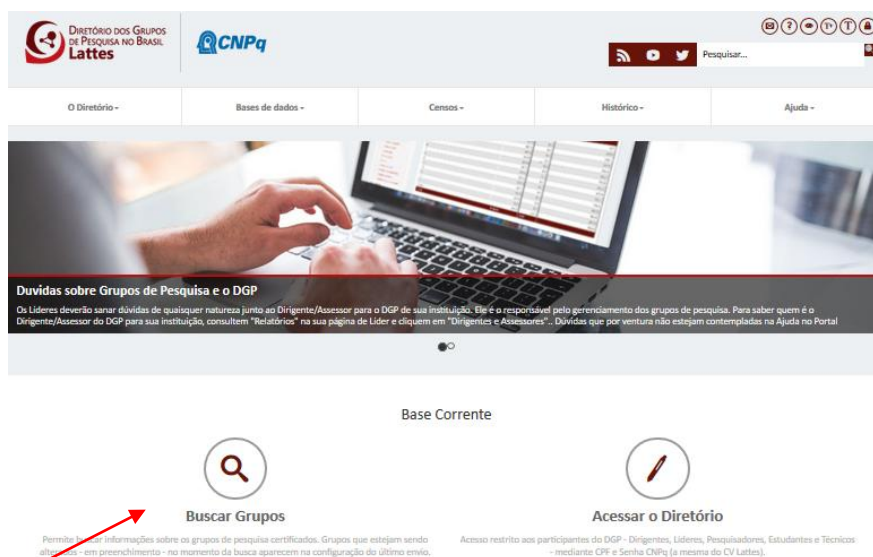 DIRETÓRIO DOS GRUPOS
DE PESQUISA NO BRASIL
Lattes
CNPq
Pesquisar...
O Diretório
Bases de dados
Censos
Histórico
Ajuda
Duvidas sobre Grupos de Pesquisa e o DGP
Os Lideres deverão sanar dúvidas de quaisquer natureza junto ao Dirigente/Assessor para o DGP de sua instituição. Ele é o responsável pelo gerenciamento dos grupos de pesquisa. Para saber quem é o
Dirigente/Assessor do DGP para sua instituição, consultem "Relatórios" na sua página de Lider e cliquem em "Dirigentes e Assessores".. Dúvidas que por ventura não estejam contempladas na Ajuda no Portal
Base Corrente
Buscar Grupos
Permite buscar informações sobre os grupos de pesquisa certificados. Grupos que estejam sendo
alterados - em preenchimento - no momento da busca aparecem na configuração do último envio.
Acessar o Diretório
Acesso restrito aos participantes do DGP - Dirigentes, Líderes, Pesquisadores, Estudantes e Técnicos
- mediante CPF e Senha CNPq (a mesma do CV Lattes).